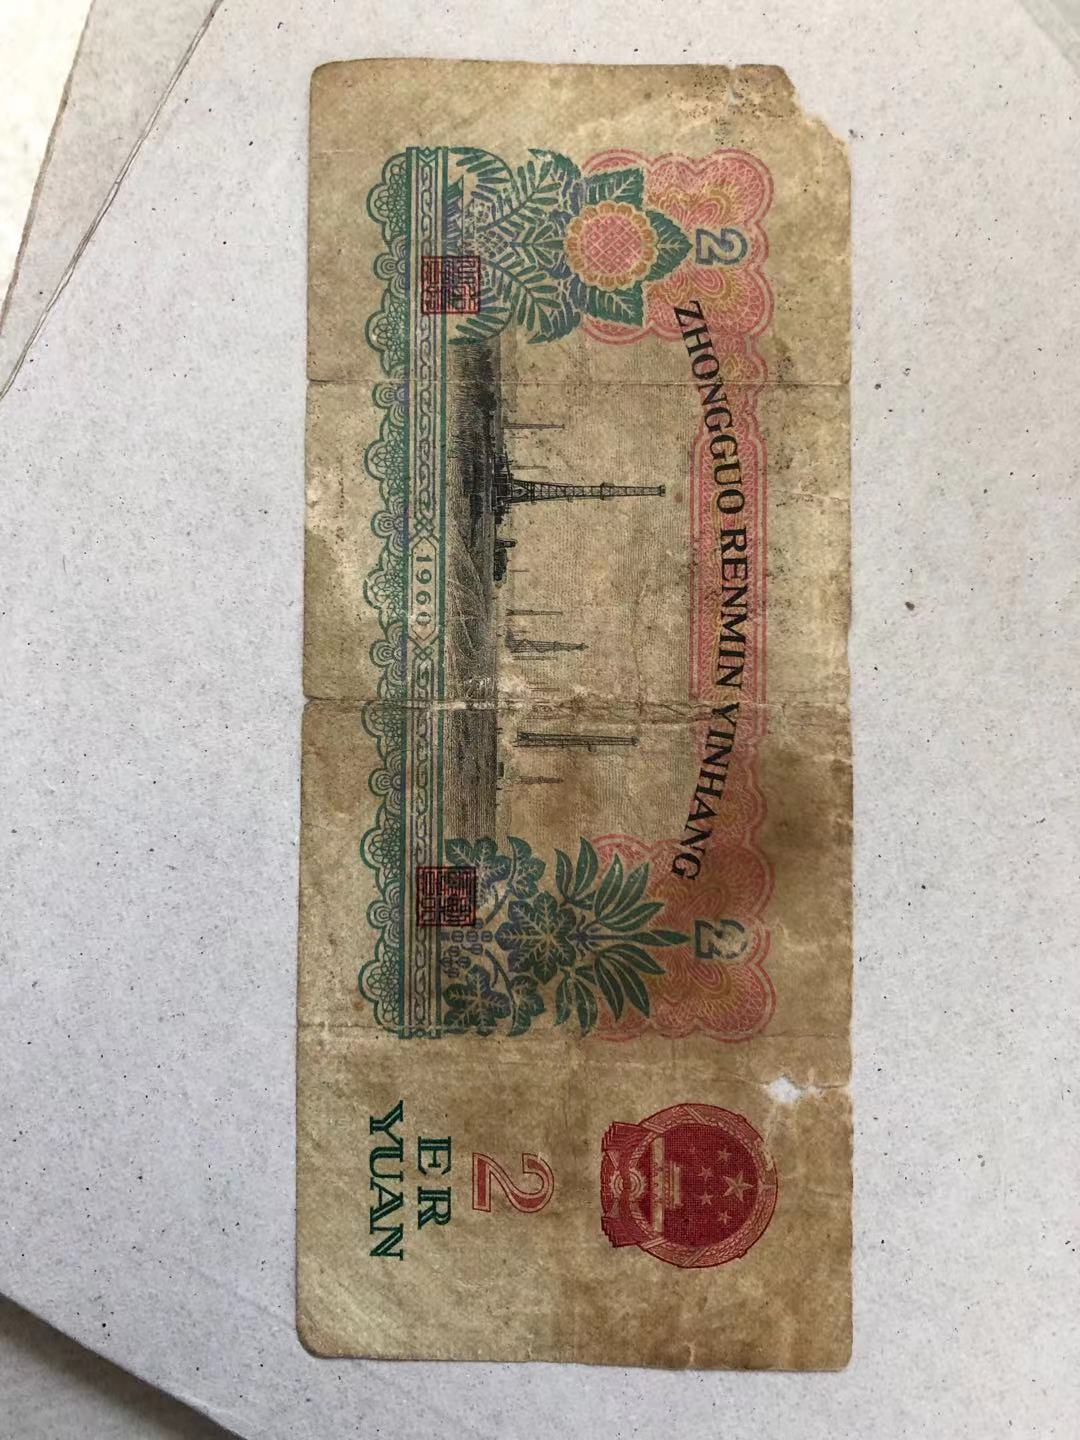 ZHONGGUO RENMIN YINHANG
2
2
1960
2
ER
YUAN